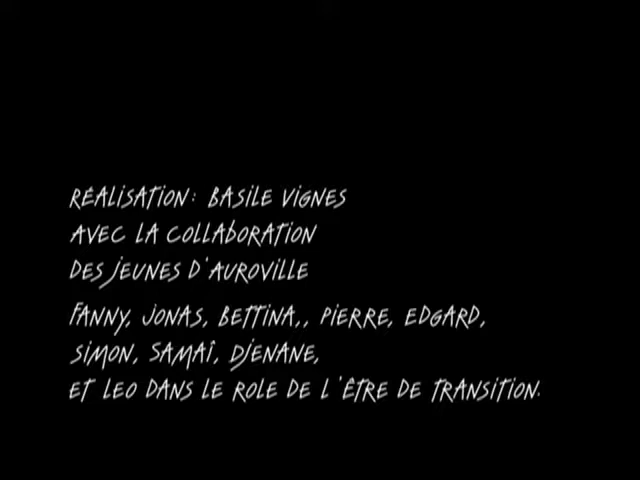 RÉALISATION: BASILE VIGNES
AVEC LA COLLABORATION
DES JEUNES D'AUROVILLE
FANNY, JONAS, BETTINA,, PIERRE, EDGARD,
SIMON, SAMAÎ, DJENANE,
ET LEO DANS LE ROLE DE L'ÊTRE DE TRANSITION.